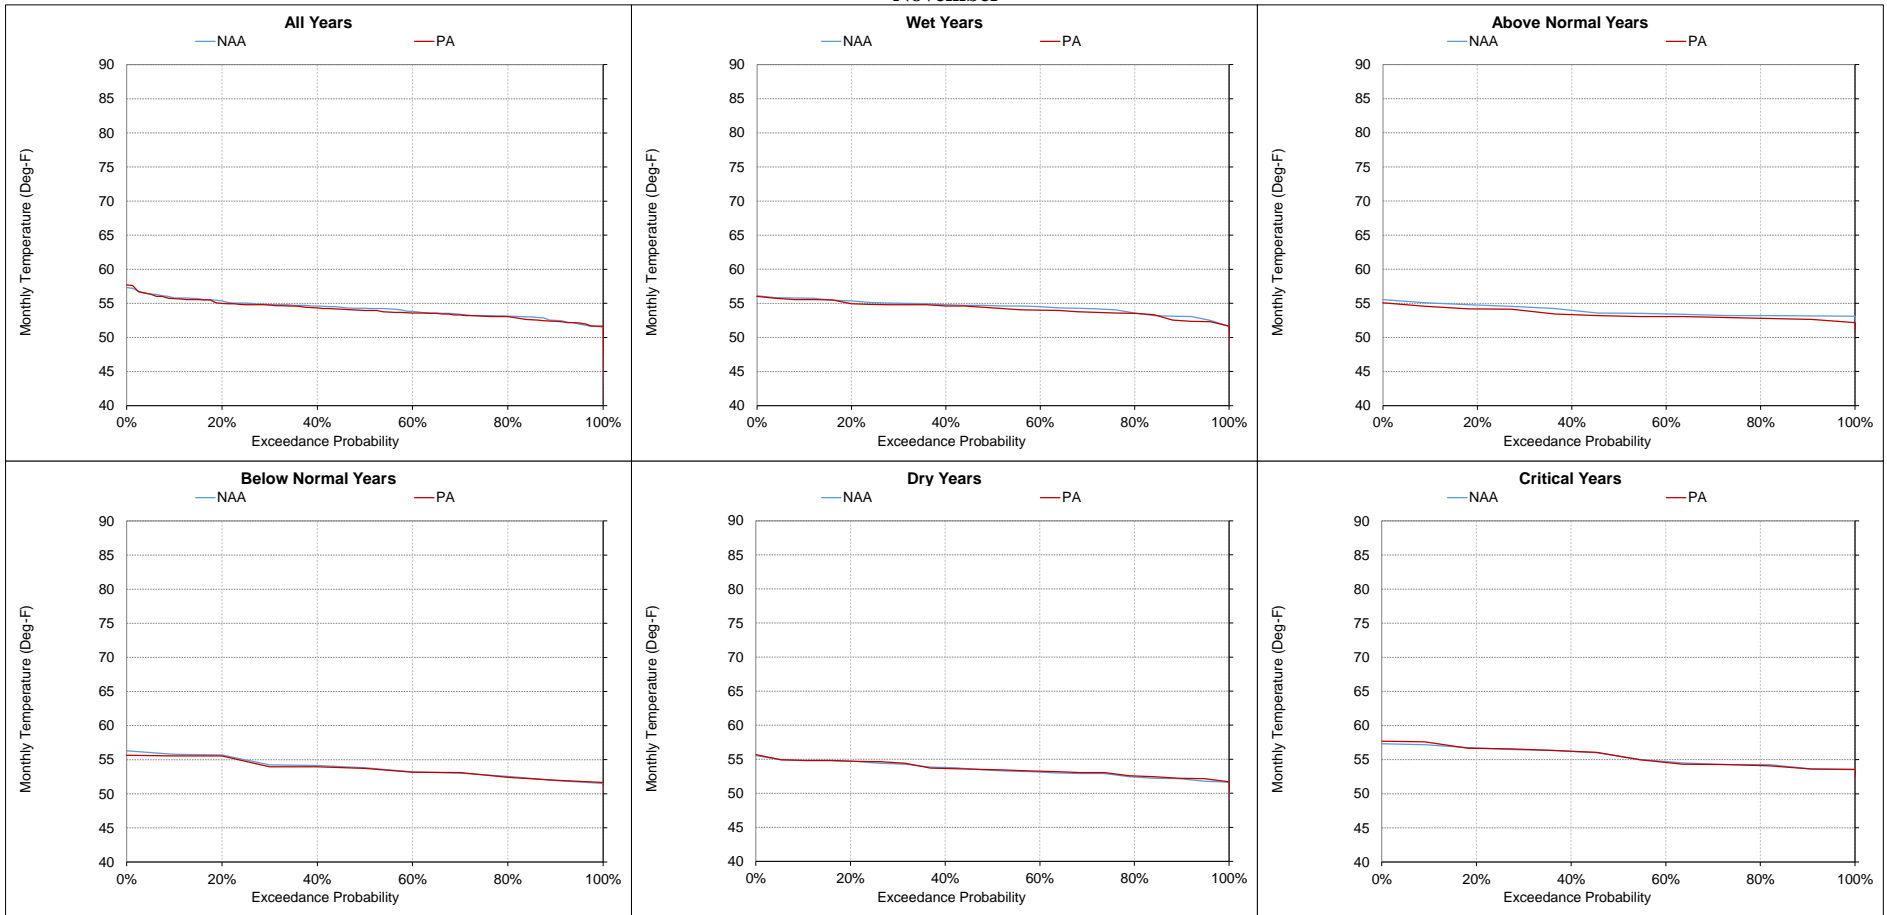 All Years
NAA PA
90
85
80
75
70
65
60
55
50
45
40
Monthly Temperature (Deg-F)
0% 20% 40% 60% 80% 100%
Exceedance Probability
Wet Years
NAA PA
90
85
80
75
70
65
60
55
50
45
40
Monthly Temperature (Deg-F)
0% 20% 40% 60% 80% 100%
Exceedance Probability
Above Normal Years
NAA PA
90
85
80
75
70
65
60
55
50
45
40
Monthly Temperature (Deg-F)
0% 20% 40% 60% 80% 100%
Exceedance Probability
Below Normal Years
NAA PA
90
85
80
75
70
65
60
55
50
45
40
Monthly Temperature (Deg-F)
0% 20% 40% 60% 80% 100%
Exceedance Probability
Dry Years
NAA PA
90
85
80
75
70
65
60
55
50
45
40
Monthly Temperature (Deg-F)
0% 20% 40% 60% 80% 100%
Exceedance Probability
Critical Years
NAA PA
90
85
80
75
70
65
60
55
50
45
40
Monthly Temperature (Deg-F)
0% 20% 40% 60% 80% 100%
Exceedance Probability